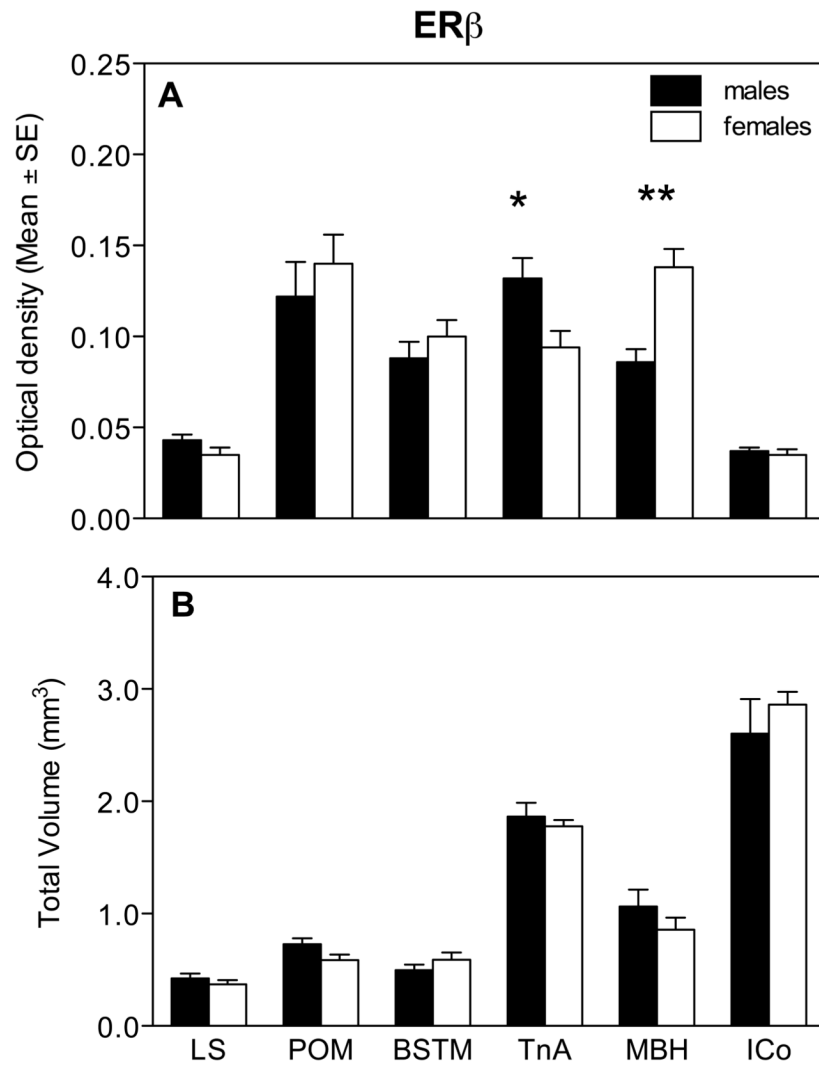 ERβ
A
males
females
Optical density (Mean ± SE)
0.25
0.20
0.15
0.10
0.05
0.00
*
**
B
Total Volume (mm³)
4.0
3.0
2.0
1.0
0.0
LS POM BSTM TnA MBH ICo